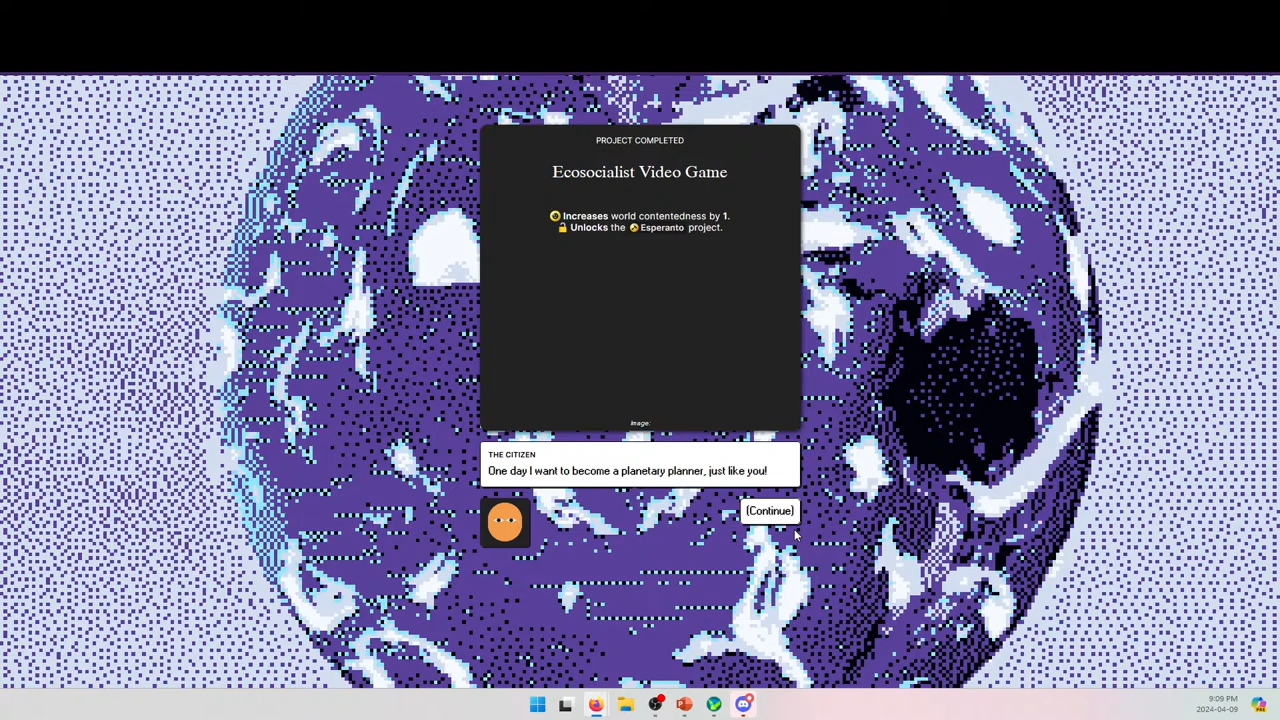 PROJECT COMPLETED
Ecosocialist Video Game
Increases world contentedness by 1.
Unlocks the Esperanto project.
Image:
THE CITIZEN
One day I want to become a planetary planner, just like you!
(Continue)
9:09 PM
2024-04-09